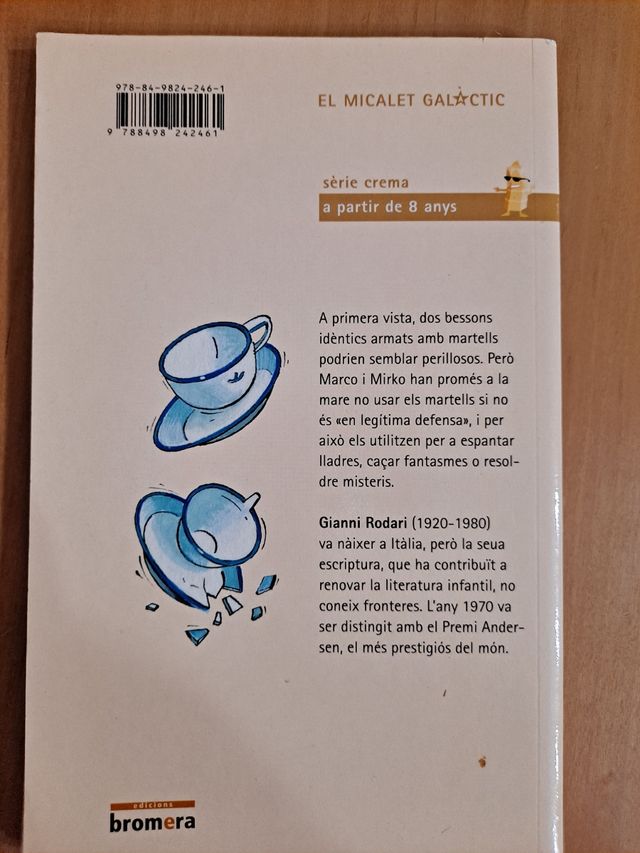 978-84-9824-246-1
9 788498 242461
EL MICALET GALÀCTIC
sèrie crema
a partir de 8 anys
A primera vista, dos bessons
idèntics armats amb martells
podrien semblar perillosos. Però
Marco i Mirko han promés a la
mare no usar els martells si no
és «en legítima defensa», i per
això els utilitzen per a espantar
lladres, caçar fantasmes o resol-
dre misteris.
Gianni Rodari (1920-1980)
va nàixer a Itàlia, però la seua
escriptura, que ha contribuït a
renovar la literatura infantil, no
coneix fronteres. L'any 1970 va
ser distingit amb el Premi Ander-
sen, el més prestigiós del món.
edicions
bromera